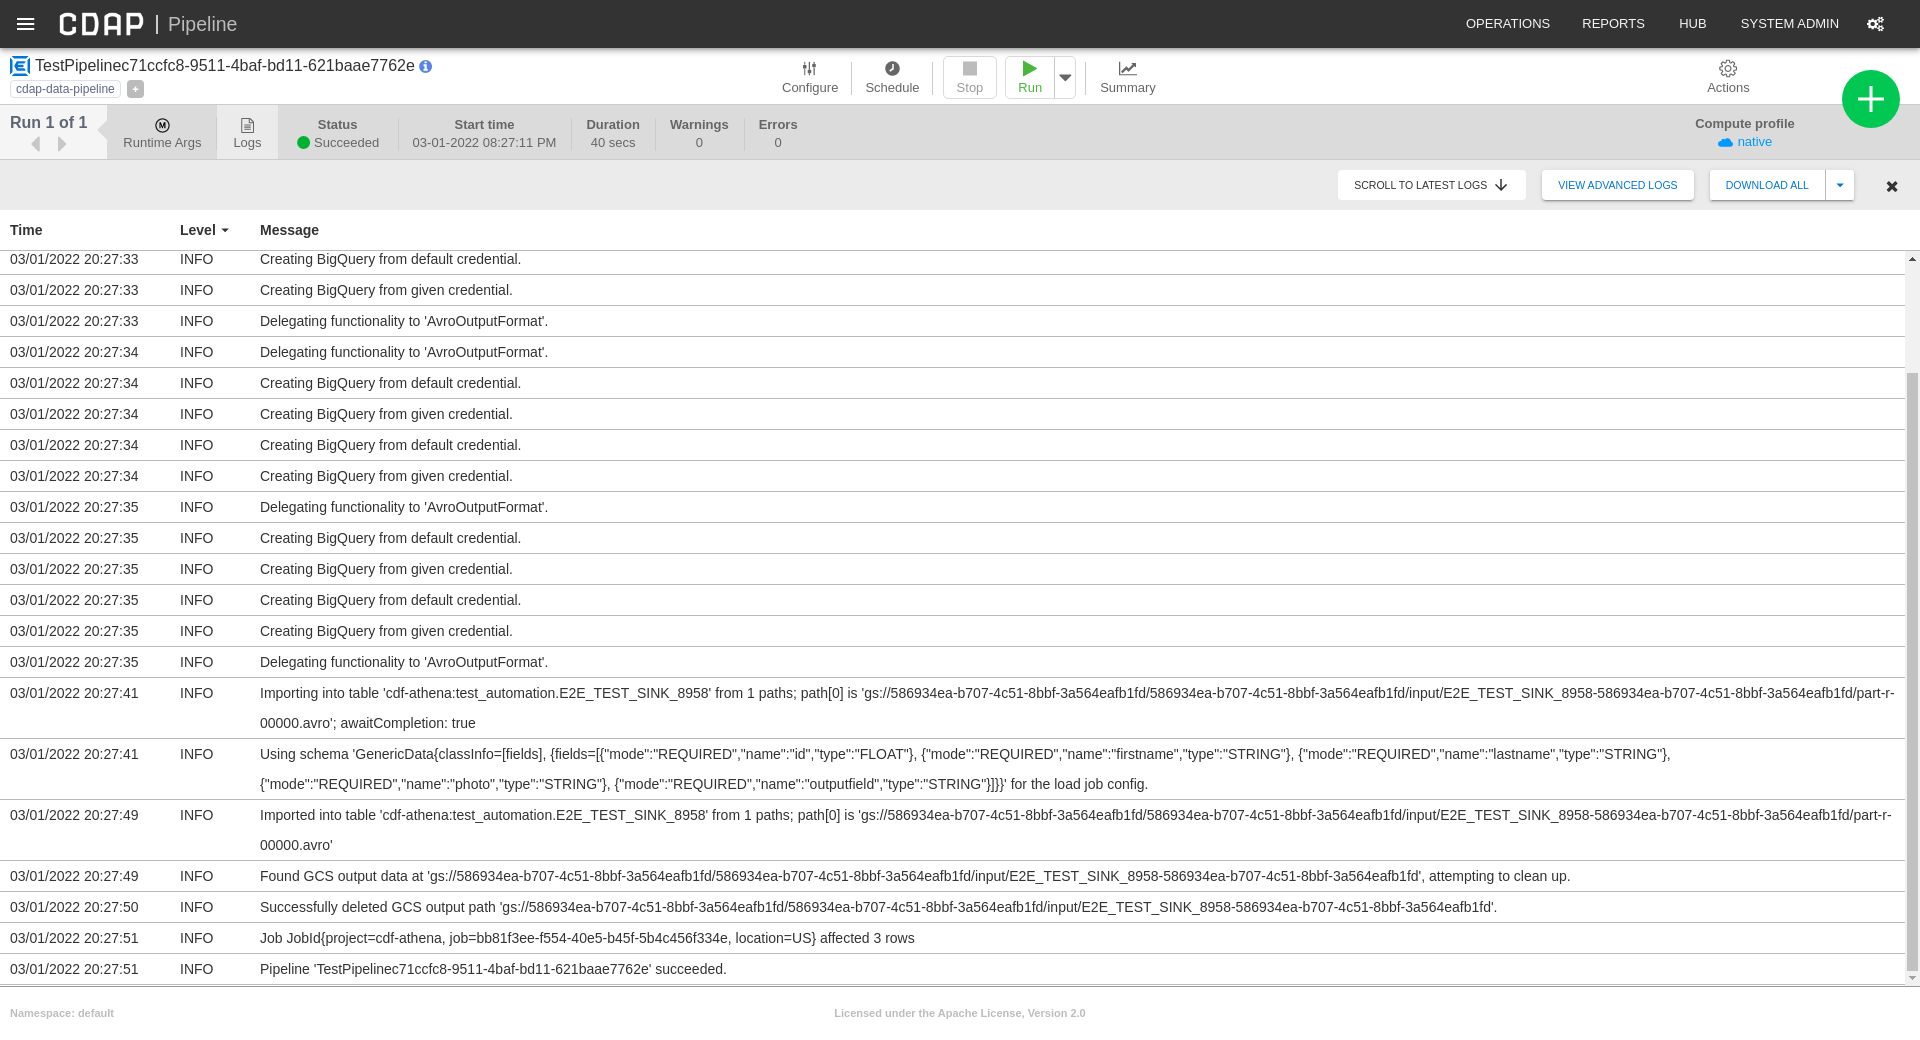 CDAP | Pipeline OPERATIONS REPORTS HUB SYSTEM ADMIN
TestPipelinec71ccfc8-9511-4baf-bd11-621baae7762e
cdap-data-pipeline +
Configure Schedule Stop Run Summary Actions
Run 1 of 1
Runtime Args Logs
Status Start time Duration Warnings Errors Compute profile
Succeeded 03-01-2022 08:27:11 PM 40 secs 0 0 native
SCROLL TO LATEST LOGS VIEW ADVANCED LOGS DOWNLOAD ALL
Time Level Message
03/01/2022 20:27:33 INFO Creating BigQuery from default credential.
03/01/2022 20:27:33 INFO Creating BigQuery from given credential.
03/01/2022 20:27:33 INFO Delegating functionality to 'AvroOutputFormat'.
03/01/2022 20:27:34 INFO Delegating functionality to 'AvroOutputFormat'.
03/01/2022 20:27:34 INFO Creating BigQuery from default credential.
03/01/2022 20:27:34 INFO Creating BigQuery from given credential.
03/01/2022 20:27:34 INFO Creating BigQuery from default credential.
03/01/2022 20:27:34 INFO Creating BigQuery from given credential.
03/01/2022 20:27:35 INFO Delegating functionality to 'AvroOutputFormat'.
03/01/2022 20:27:35 INFO Creating BigQuery from default credential.
03/01/2022 20:27:35 INFO Creating BigQuery from given credential.
03/01/2022 20:27:35 INFO Creating BigQuery from default credential.
03/01/2022 20:27:35 INFO Creating BigQuery from given credential.
03/01/2022 20:27:35 INFO Delegating functionality to 'AvroOutputFormat'.
03/01/2022 20:27:41 INFO Importing into table 'cdf-athena:test_automation.E2E_TEST_SINK_8958' from 1 paths; path[0] is 'gs://586934ea-b707-4c51-8bbf-3a564eafb1fd/586934ea-b707-4c51-8bbf-3a564eafb1fd/input/E2E_TEST_SINK_8958-586934ea-b707-4c51-8bbf-3a564eafb1fd/part-r-
00000.avro'; awaitCompletion: true
03/01/2022 20:27:41 INFO Using schema 'GenericData{classInfo=[fields], {fields=[{"mode":"REQUIRED","name":"id","type":"FLOAT"}, {"mode":"REQUIRED","name":"firstname","type":"STRING"}, {"mode":"REQUIRED","name":"lastname","type":"STRING"},
{"mode":"REQUIRED","name":"photo","type":"STRING"}, {"mode":"REQUIRED","name":"outputfield","type":"STRING"}]}}' for the load job config.
03/01/2022 20:27:49 INFO Imported into table 'cdf-athena:test_automation.E2E_TEST_SINK_8958' from 1 paths; path[0] is 'gs://586934ea-b707-4c51-8bbf-3a564eafb1fd/586934ea-b707-4c51-8bbf-3a564eafb1fd/input/E2E_TEST_SINK_8958-586934ea-b707-4c51-8bbf-3a564eafb1fd/part-r-
00000.avro'
03/01/2022 20:27:49 INFO Found GCS output data at 'gs://586934ea-b707-4c51-8bbf-3a564eafb1fd/586934ea-b707-4c51-8bbf-3a564eafb1fd/input/E2E_TEST_SINK_8958-586934ea-b707-4c51-8bbf-3a564eafb1fd', attempting to clean up.
03/01/2022 20:27:50 INFO Successfully deleted GCS output path 'gs://586934ea-b707-4c51-8bbf-3a564eafb1fd/586934ea-b707-4c51-8bbf-3a564eafb1fd/input/E2E_TEST_SINK_8958-586934ea-b707-4c51-8bbf-3a564eafb1fd'.
03/01/2022 20:27:51 INFO Job JobId{project=cdf-athena, job=bb81f3ee-f554-40e5-b45f-5b4c456f334e, location=US} affected 3 rows
03/01/2022 20:27:51 INFO Pipeline 'TestPipelinec71ccfc8-9511-4baf-bd11-621baae7762e' succeeded.
Namespace: default Licensed under the Apache License, Version 2.0